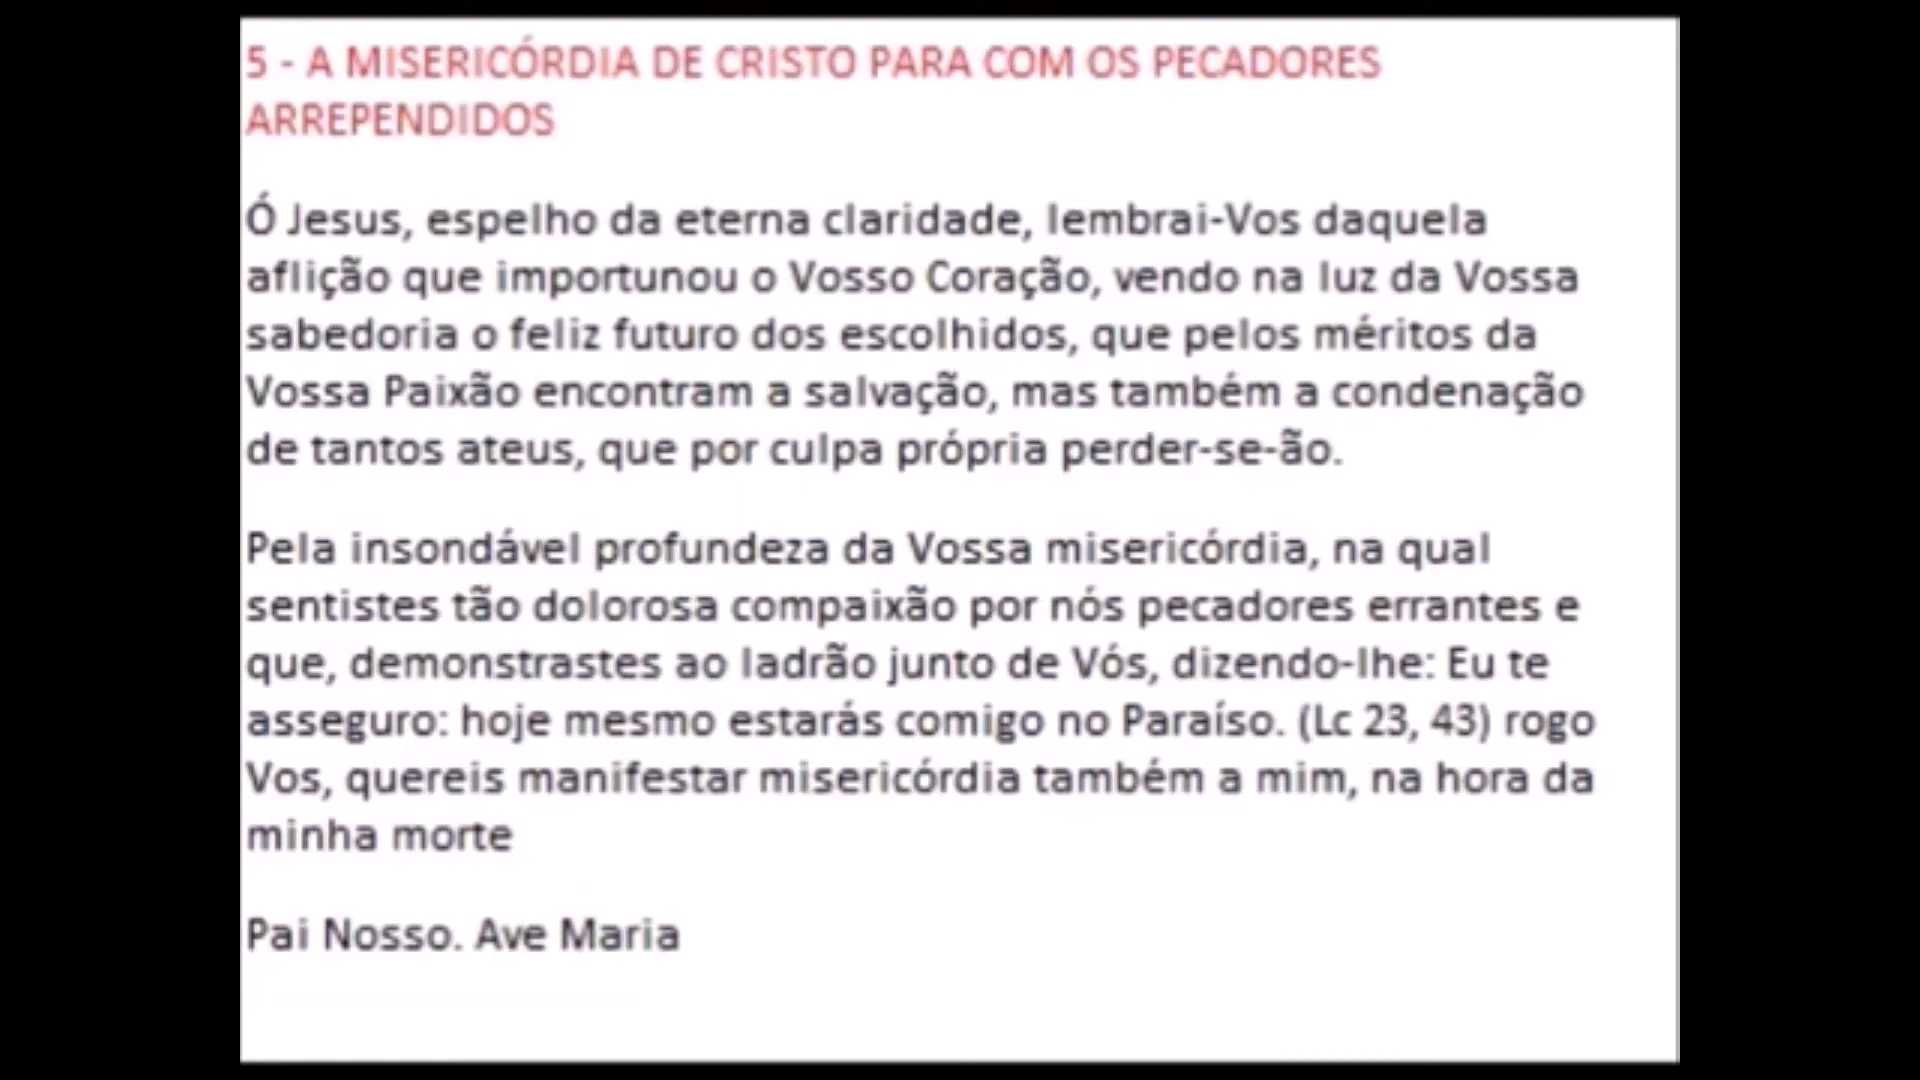 5 - A MISERICÓRDIA DE CRISTO PARA COM OS PECADORES
ARREPENDIDOS
Ó Jesus, espelho da eterna claridade, lembrai-Vos daquela
aflição que importunou o Vosso Coração, vendo na luz da Vossa
sabedoria o feliz futuro dos escolhidos, que pelos méritos da
Vossa Paixão encontram a salvação, mas também a condenação
de tantos ateus, que por culpa própria perder-se-ão.
Pela insondável profundeza da Vossa misericórdia, na qual
sentistes tão dolorosa compaixão por nós pecadores errantes e
que, demonstrastes ao ladrão junto de Vós, dizendo-lhe: Eu te
asseguro: hoje mesmo estarás comigo no Paraíso. (Lc 23, 43) rogo
Vos, quereis manifestar misericórdia também a mim, na hora da
minha morte
Pai Nosso. Ave Maria